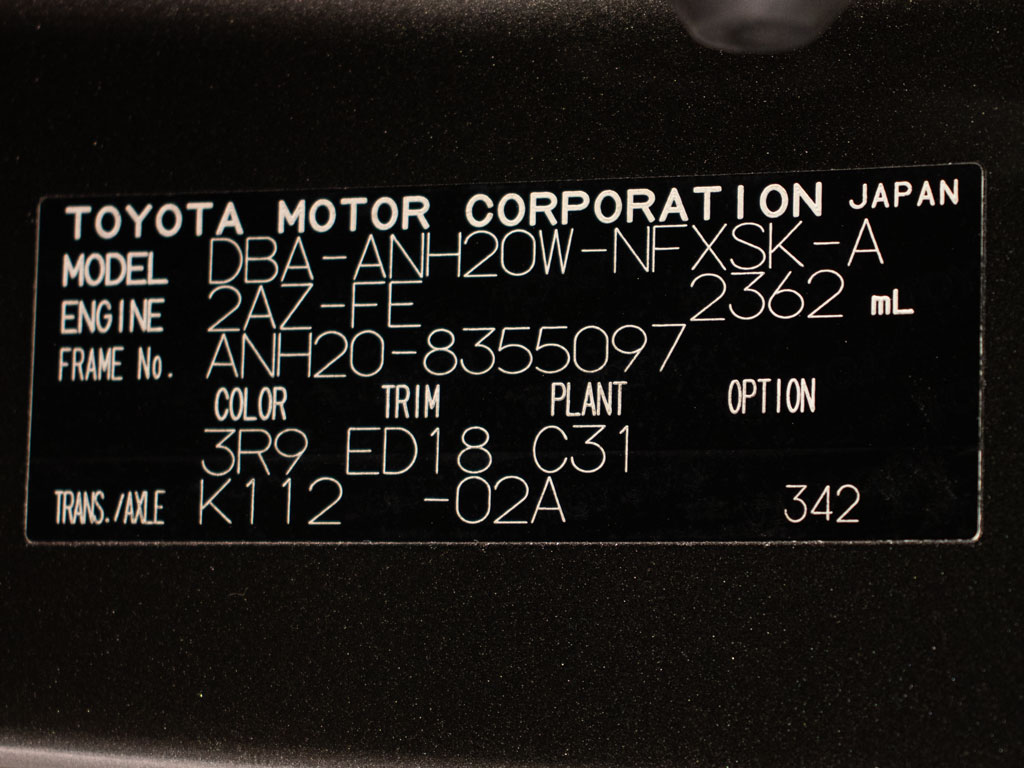 TOYOTA MOTOR CORPORATION JAPAN
MODEL DBA-ANH20W-NFXSK-A
ENGINE 2AZ-FE 2362 mL
FRAME No. ANH20-8355097
COLOR TRIM PLANT OPTION
3R9 ED18 C31
TRANS./AXLE K112 -02A 342